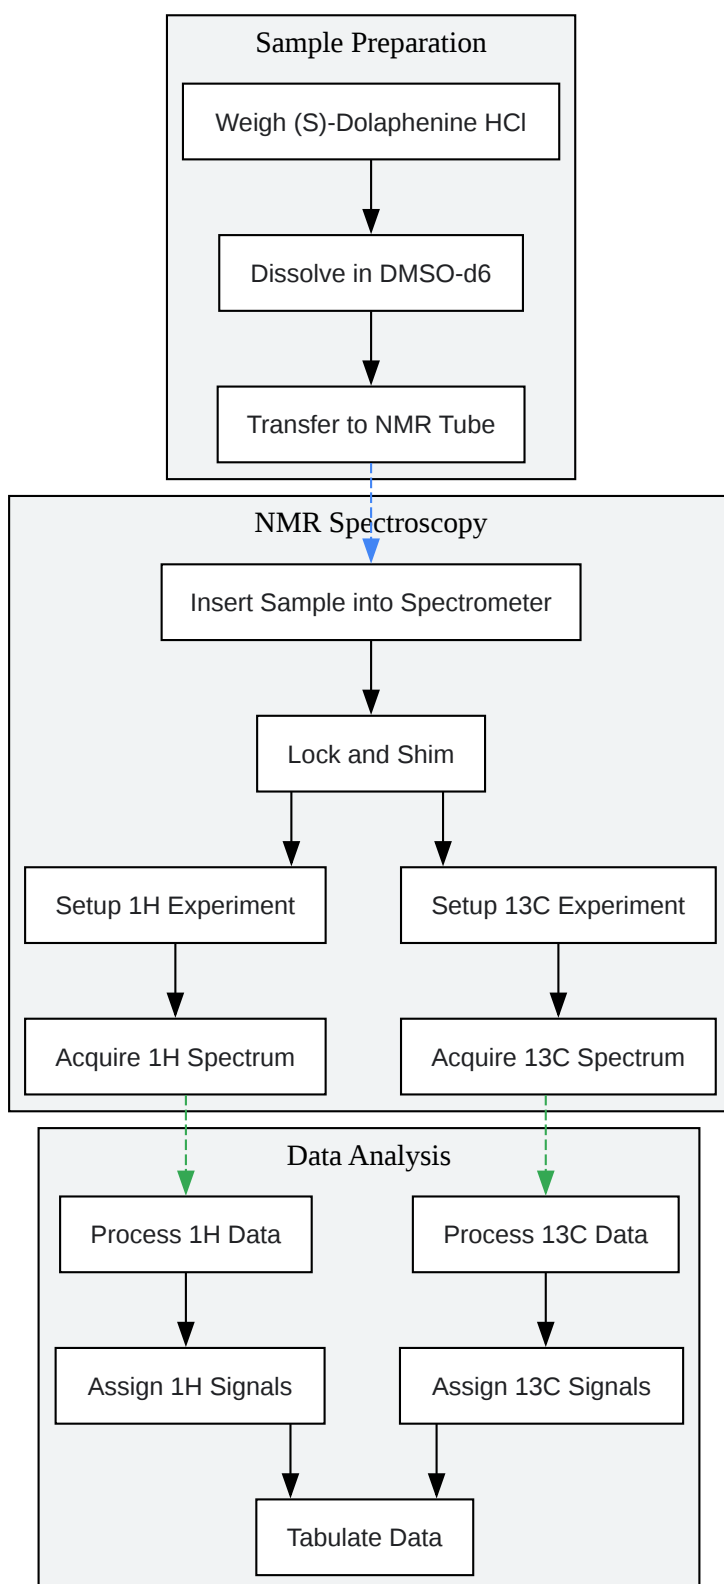 Sample Preparation
Weigh (S)-Dolaphenine HCl
Dissolve in DMSO-d6
Transfer to NMR Tube
NMR Spectroscopy
Insert Sample into Spectrometer
Lock and Shim
Setup 1H Experiment
Setup 13C Experiment
Acquire 1H Spectrum
Acquire 13C Spectrum
Data Analysis
Process 1H Data
Process 13C Data
Assign 1H Signals
Assign 13C Signals
Tabulate Data